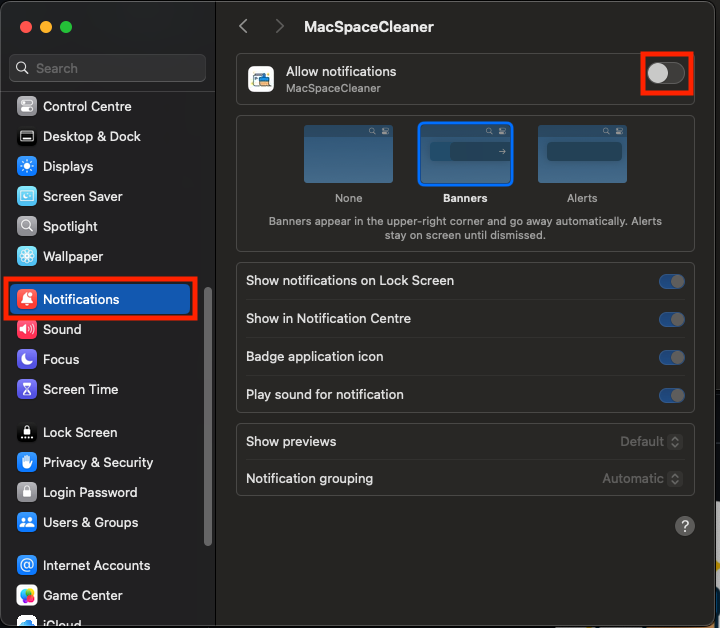 MacSpaceCleaner
Search
Control Centre
Desktop & Dock
Displays
Screen Saver
Spotlight
Wallpaper
Notifications
Sound
Focus
Screen Time
Lock Screen
Privacy & Security
Login Password
Users & Groups
Internet Accounts
Game Center
iCloud
Allow notifications
MacSpaceCleaner
None
Banners
Alerts
Banners appear in the upper-right corner and go away automatically. Alerts
stay on screen until dismissed.
Show notifications on Lock Screen
Show in Notification Centre
Badge application icon
Play sound for notification
Show previews Default
Notification grouping Automatic
?